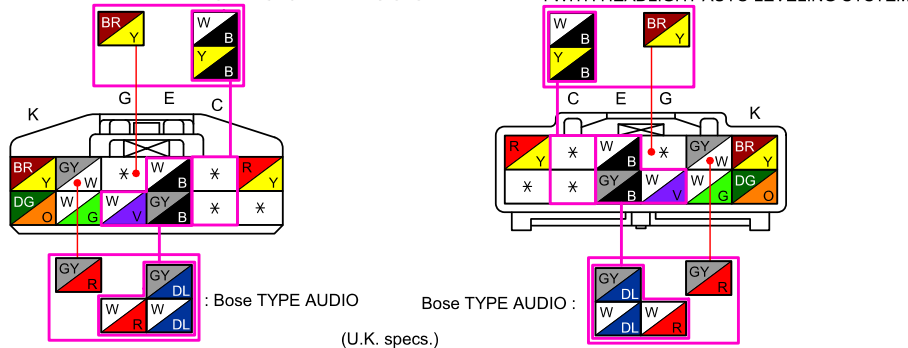 : WITH HEADLIGHT AUTO LEVELING SYSTEM
BR Y
W B
W B
BR Y
Y B
Y B
K G E C
C E G K
BR Y GY W * W B * R Y
R Y * W B * GY W BR Y
DG O W G W V GY B * *
* * GY B W V W G DG O
GY R
GY DL
GY DL
GY R
W R W DL
: Bose TYPE AUDIO
Bose TYPE AUDIO :
W DL W R
(U.K. specs.)